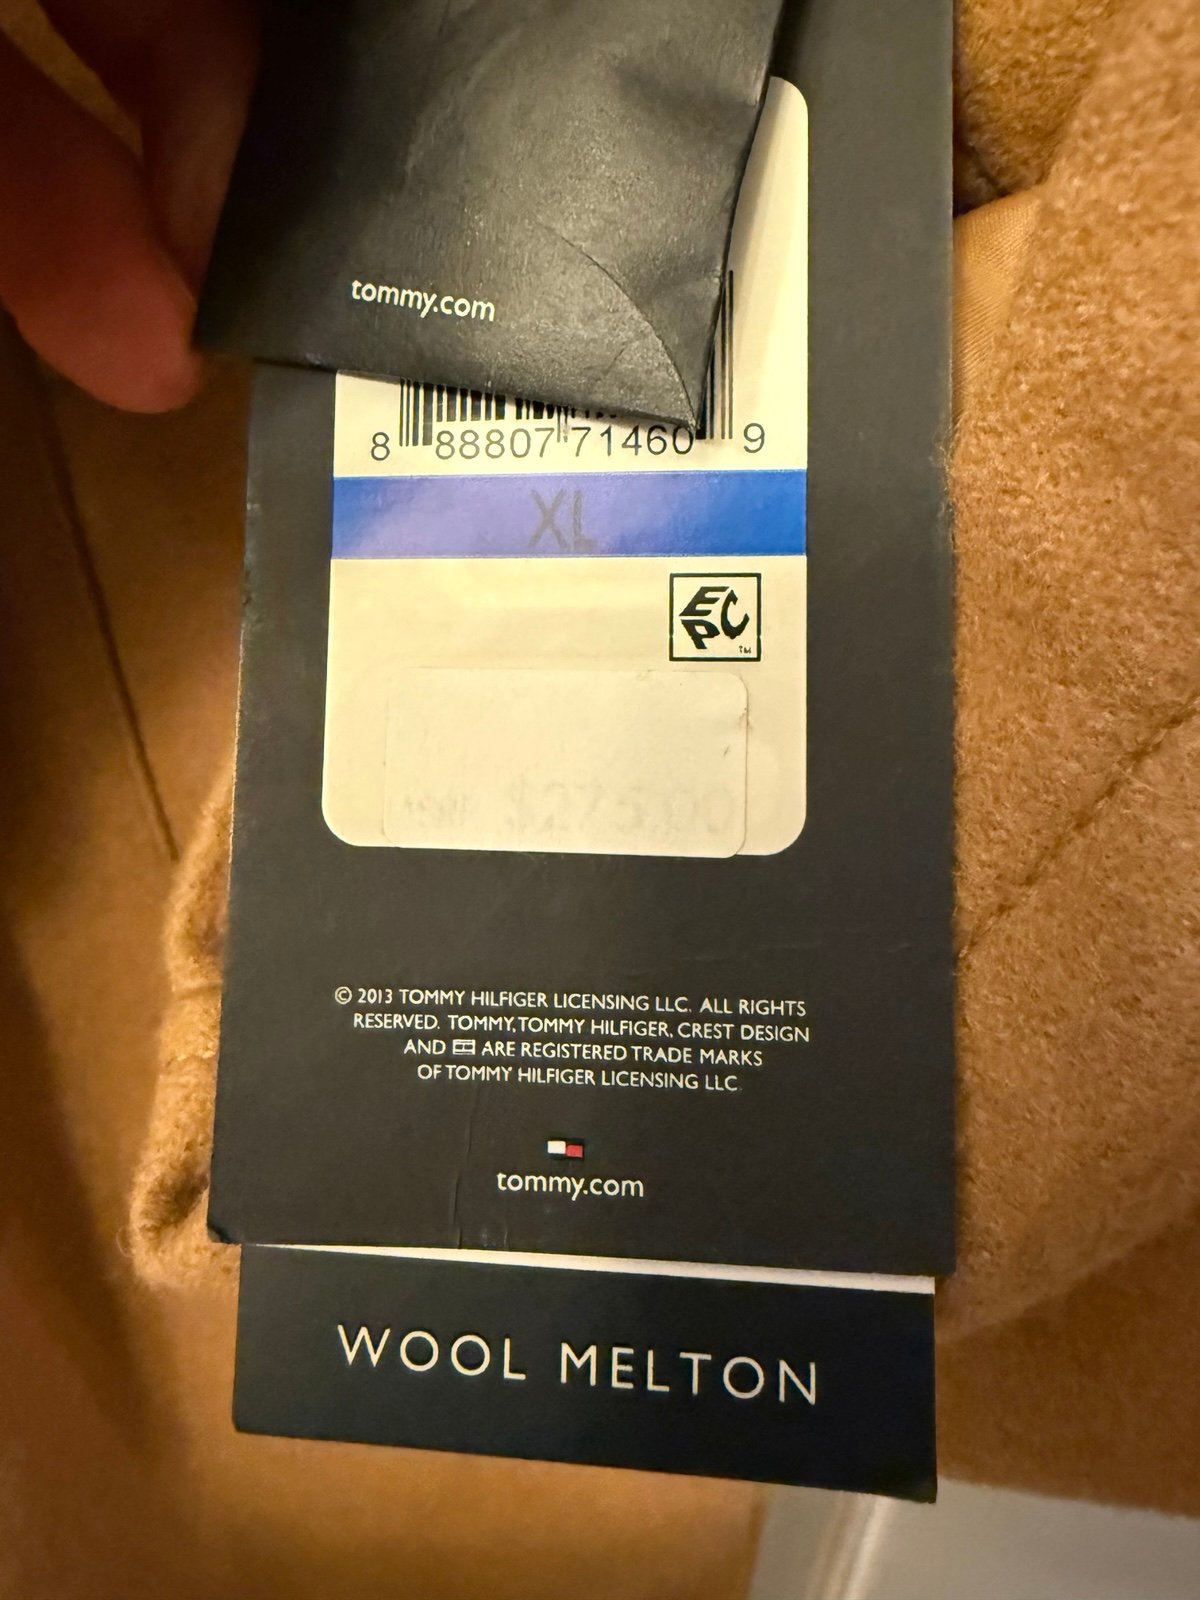 tommy.com
8 88807 71460 9
XL
EPC
TM
© 2013 TOMMY HILFIGER LICENSING LLC. ALL RIGHTS
RESERVED. TOMMY, TOMMY HILFIGER, CREST DESIGN
AND ARE REGISTERED TRADE MARKS
OF TOMMY HILFIGER LICENSING LLC.
tommy.com
WOOL MELTON